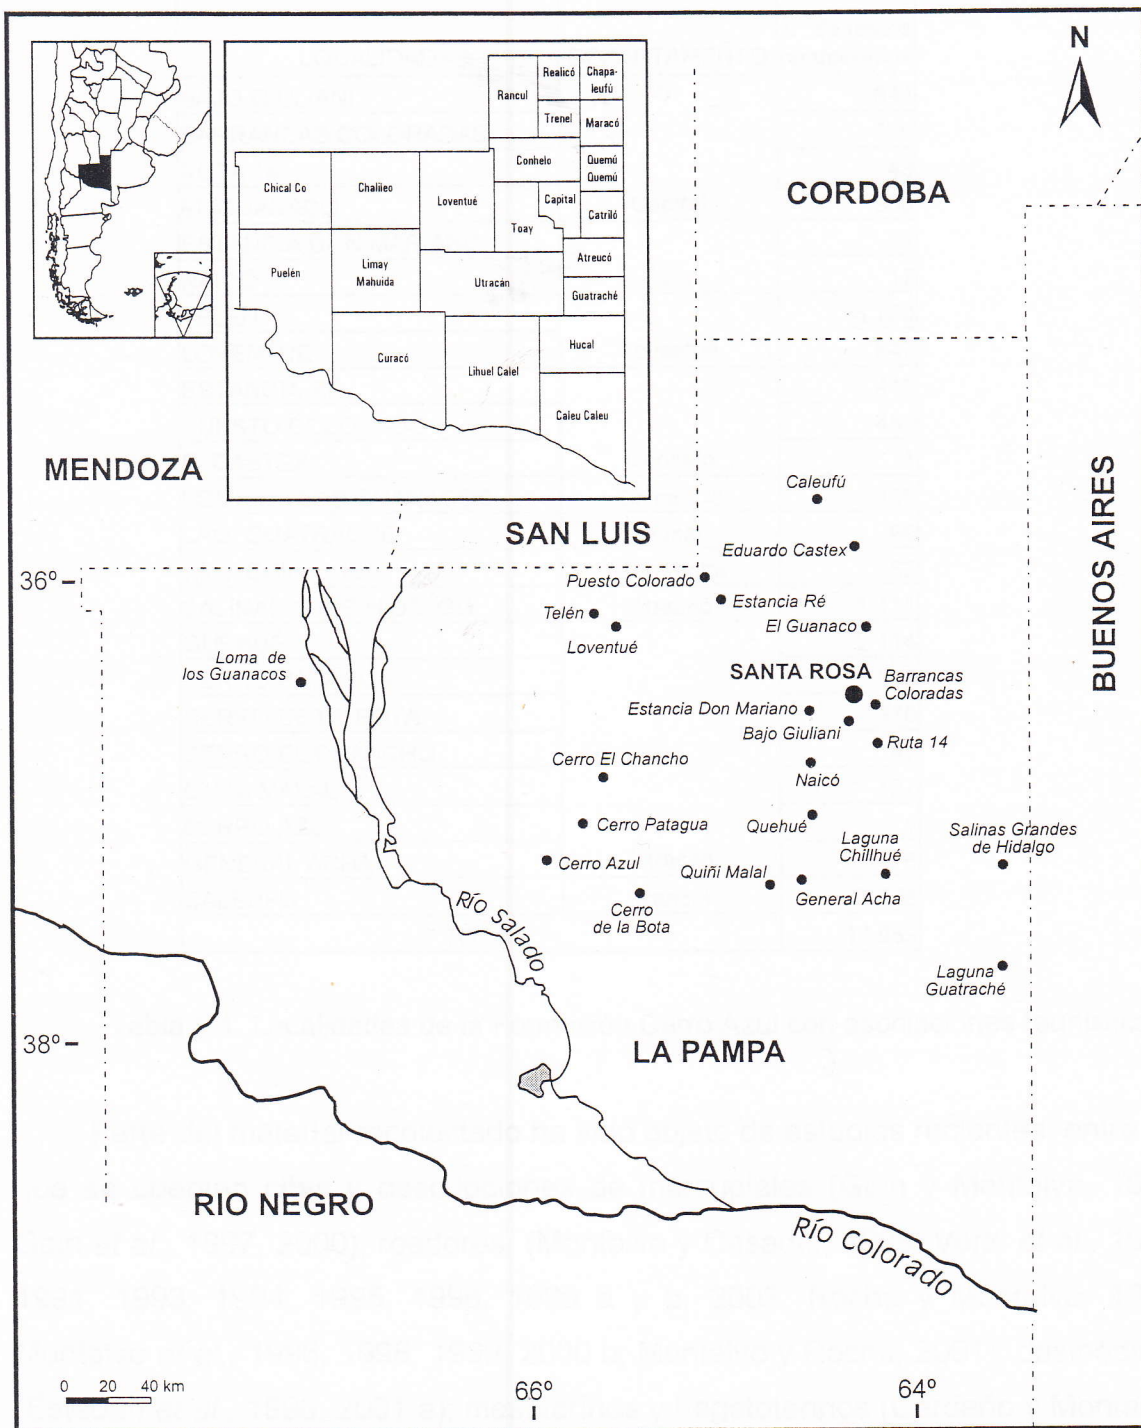 N
Realicó
Chapa-
leufú
Rancul
Trenel
Maracó
Conhelo
Quemú
Quemú
Chical Co
Chalileo
Loventué
Capital
Catriló
Toay
Atreucó
Puelén
Limay
Mahuida
Utracán
Guatraché
Hucal
Curacó
Lihuel Calel
Caleu Caleu
CORDOBA
MENDOZA
SAN LUIS
BUENOS AIRES
36º
Caleufú
Eduardo Castex
Puesto Colorado
Estancia Ré
Telén
Loventué
El Guanaco
Loma de
los Guanacos
SANTA ROSA
Barrancas
Coloradas
Estancia Don Mariano
Bajo Giuliani
Ruta 14
Cerro El Chancho
Naicó
Cerro Patagua
Quehué
Laguna
Chillhué
Salinas Grandes
de Hidalgo
Cerro Azul
Quiñi Malal
General Acha
Cerro
de la Bota
Río Salado
Laguna
Guatraché
38º
LA PAMPA
RIO NEGRO
Río Colorado
0 20 40 km
66º
64º